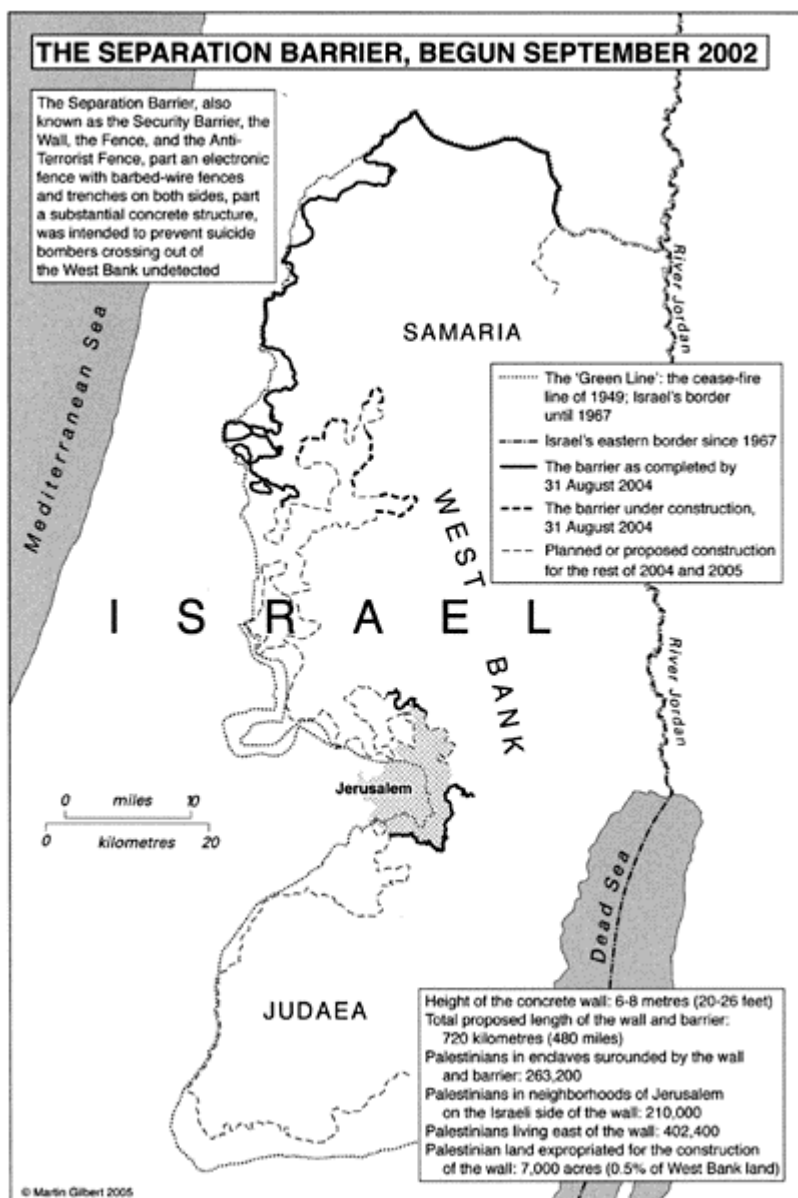 THE SEPARATION BARRIER, BEGUN SEPTEMBER 2002
The Separation Barrier, also
known as the Security Barrier, the
Wall, the Fence, and the Anti-
Terrorist Fence, part an electronic
fence with barbed-wire fences
and trenches on both sides, part
a substantial concrete structure,
was intended to prevent suicide
bombers crossing out of
the West Bank undetected
Mediterranean Sea
River Jordan
SAMARIA
The 'Green Line': the cease-fire
line of 1949; Israel's border
until 1967
Israel's eastern border since 1967
The barrier as completed by
31 August 2004
The barrier under construction,
31 August 2004
Planned or proposed construction
for the rest of 2004 and 2005
WEST BANK
ISRAEL
River Jordan
Jerusalem
0 miles 10
0 kilometres 20
Dead Sea
JUDAEA
Height of the concrete wall: 6-8 metres (20-26 feet)
Total proposed length of the wall and barrier:
720 kilometres (480 miles)
Palestinians in enclaves surounded by the wall
and barrier: 263,200
Palestinians in neighborhoods of Jerusalem
on the Israeli side of the wall: 210,000
Palestinians living east of the wall: 402,400
Palestinian land expropriated for the construction
of the wall: 7,000 acres (0.5% of West Bank land)
© Martin Gilbert 2005